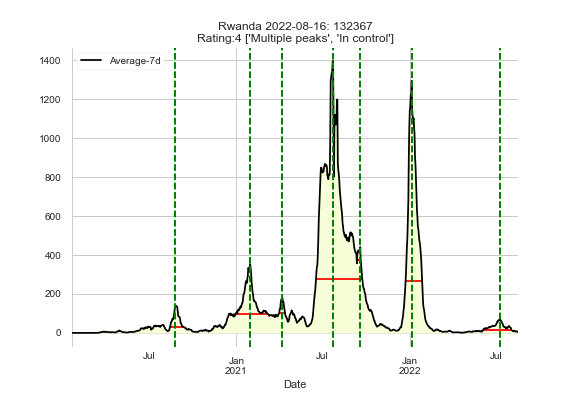 Rwanda 2022-08-16: 132367
Rating:4 ['Multiple peaks', 'In control']
Average-7d
1400
1200
1000
800
600
400
200
0
Jul
Jan
2021
Jul
Jan
2022
Jul
Date